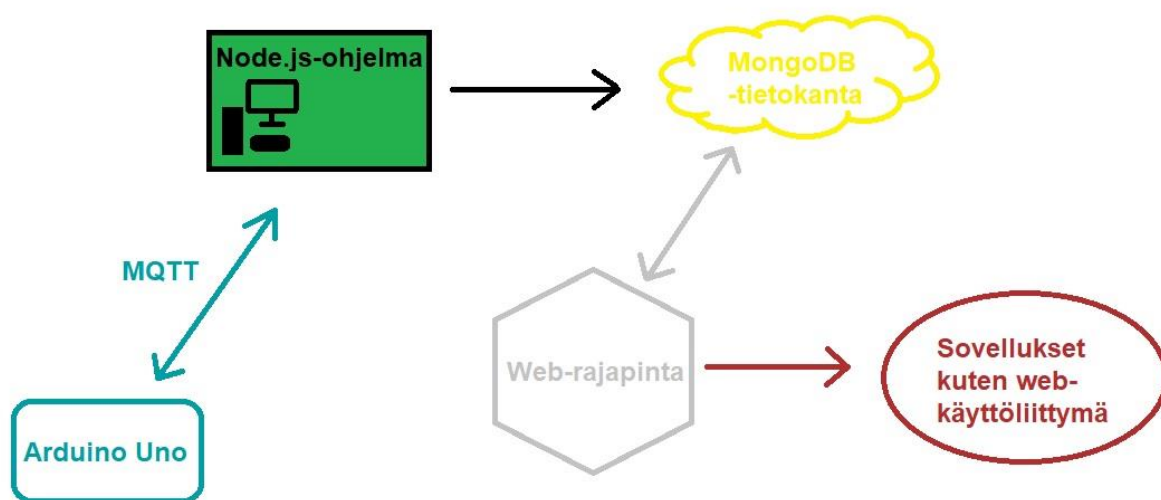 Node.js-ohjelma
MongoDB
-tietokanta
MQTT
Web-rajapinta
Sovellukset
kuten web-
käyttöliittymä
Arduino Uno